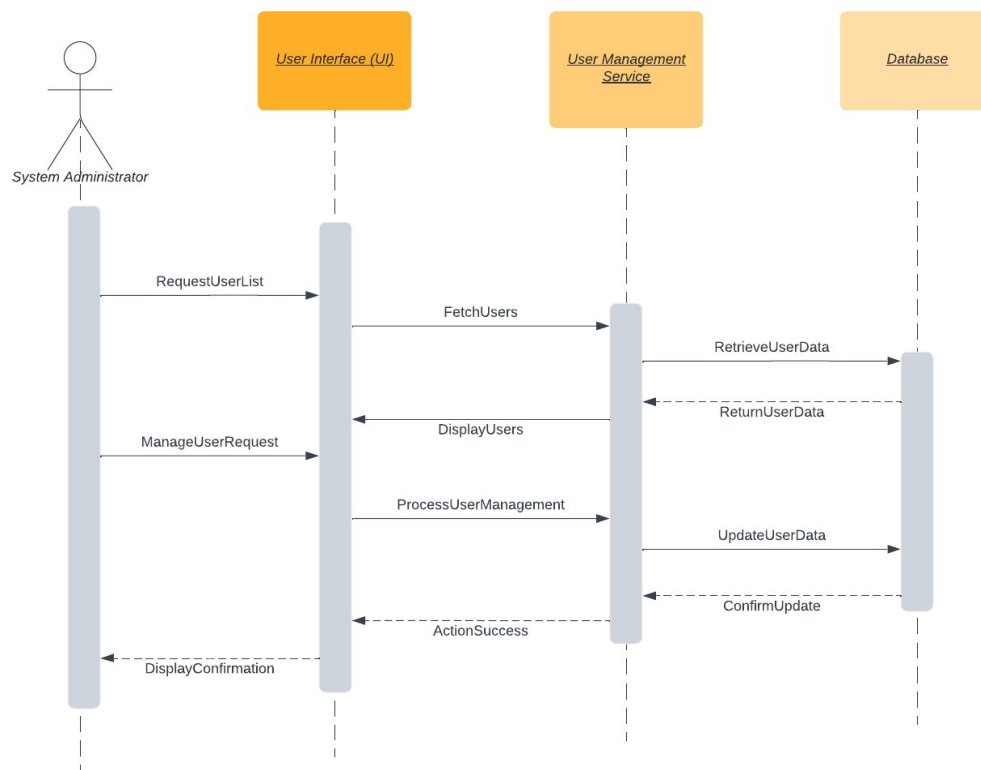 User Interface (UI)
User Management
Service
Database
System Administrator
RequestUserList
FetchUsers
RetrieveUserData
ReturnUserData
DisplayUsers
ManageUserRequest
ProcessUserManagement
UpdateUserData
ConfirmUpdate
ActionSuccess
DisplayConfirmation